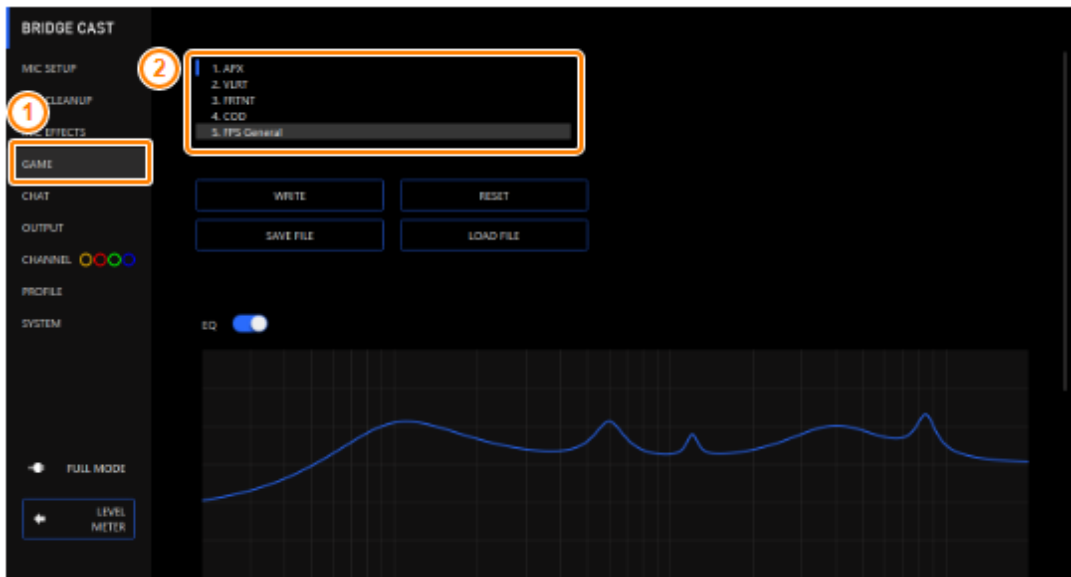 BRIDGE CAST
MIC SETUP
CLEANUP
EFFECTS
GAME
CHAT
OUTPUT
CHANNEL
PROFILE
SYSTEM
FULL MODE
LEVEL
METER
1
2
1. APX
2. VLRT
3. FRTNT
4. COD
5. FPS General
WRITE
RESET
SAVE FILE
LOAD FILE
EQ